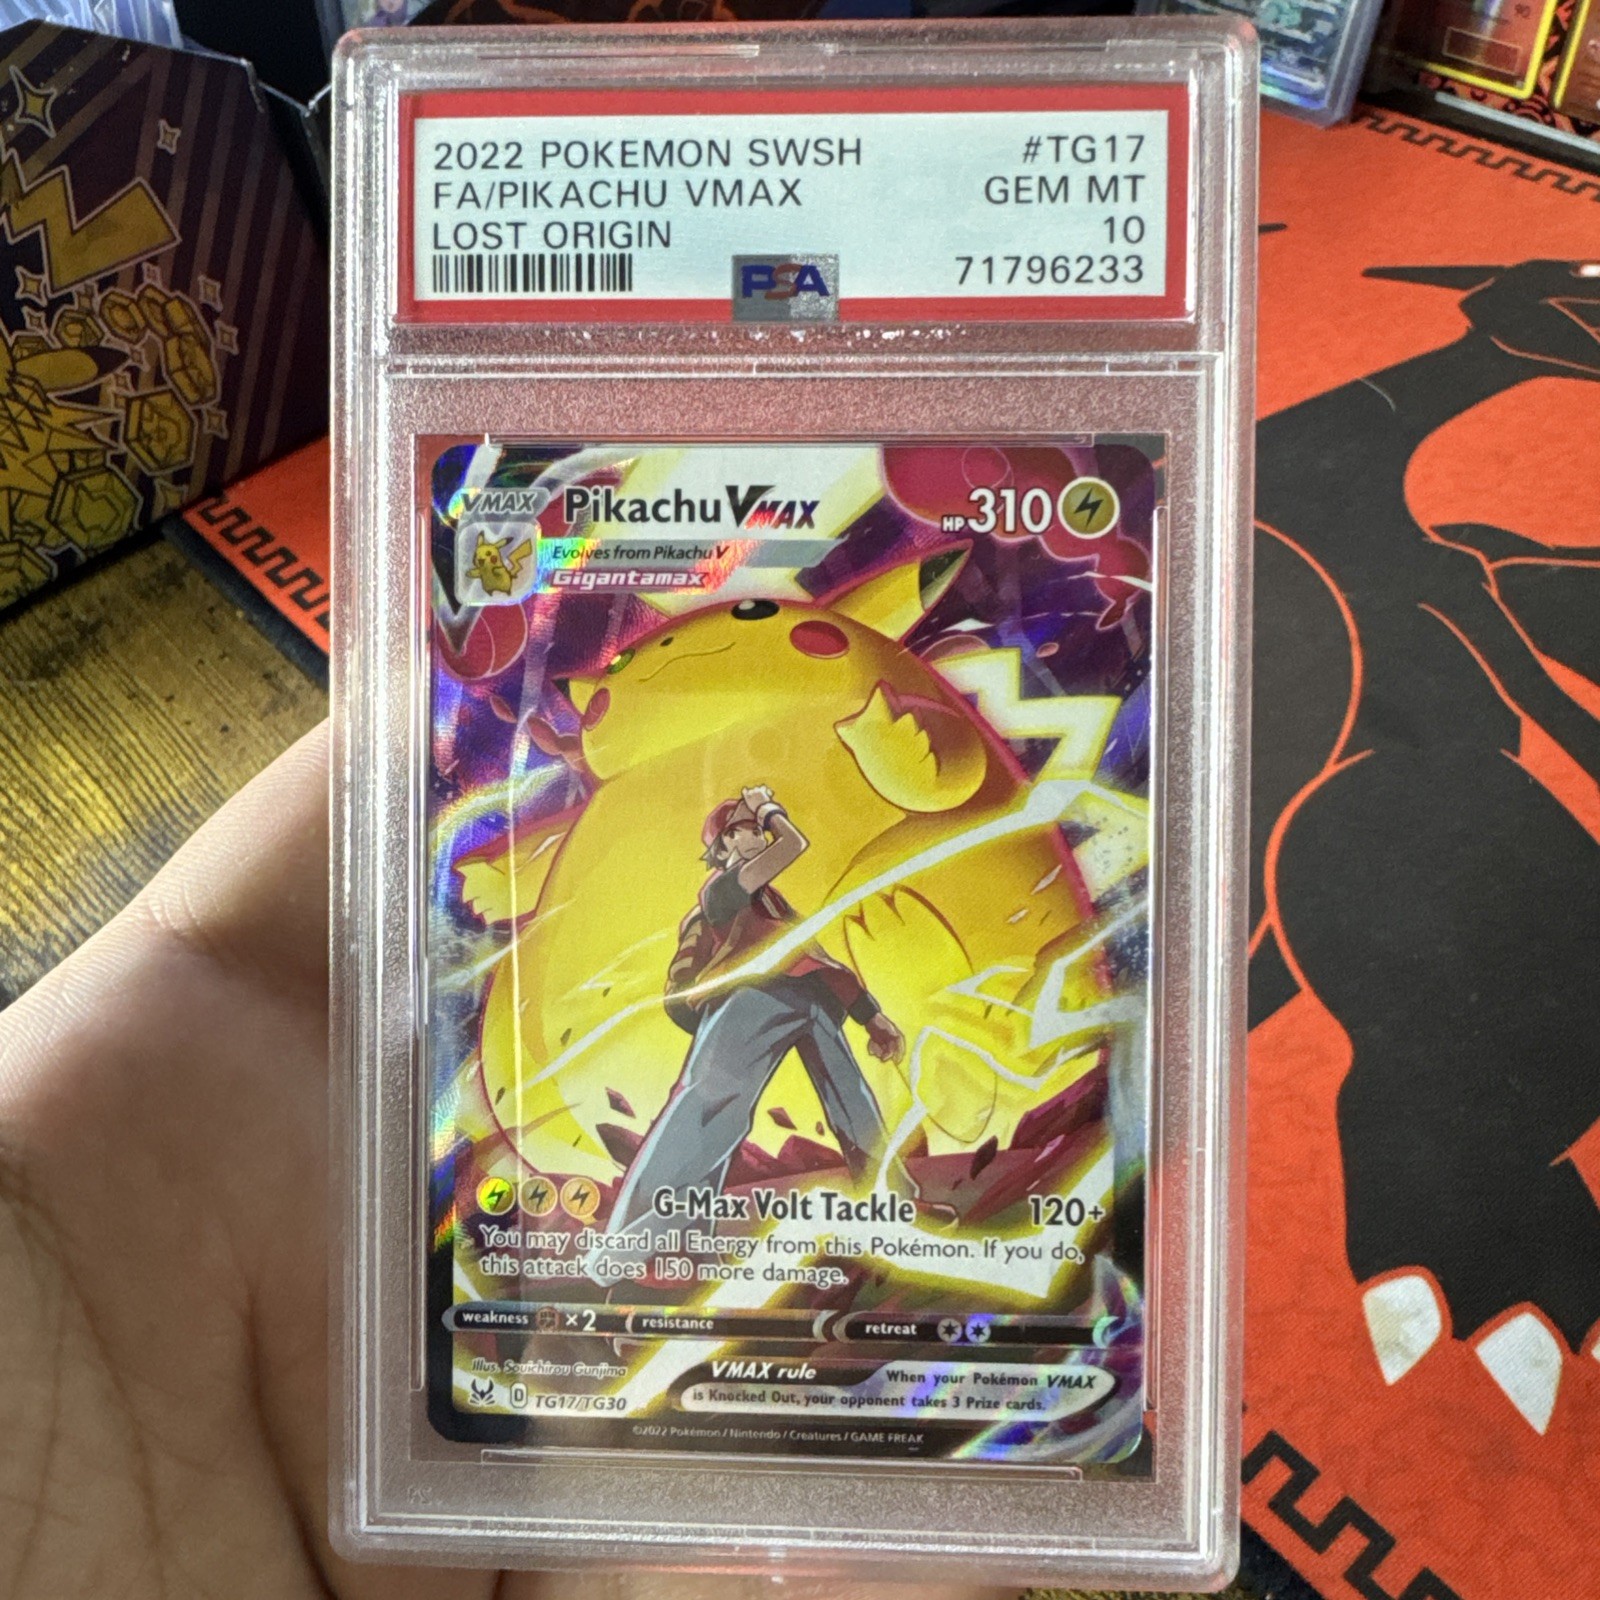 2022 POKEMON SWSH #TG17
FA/PIKACHU VMAX GEM MT
LOST ORIGIN 10
71796233
PSA
VMAX Pikachu VMAX HP 310
Evolves from Pikachu V
Gigantamax
G-Max Volt Tackle 120+
You may discard all Energy from this Pokémon. If you do,
this attack does 150 more damage.
weakness ×2 resistance retreat
Illus. Souichirou Gunjima
VMAX rule When your Pokémon VMAX
is Knocked Out, your opponent takes 3 Prize cards.
D TG17/TG30
©2022 Pokémon / Nintendo / Creatures / GAME FREAK
90